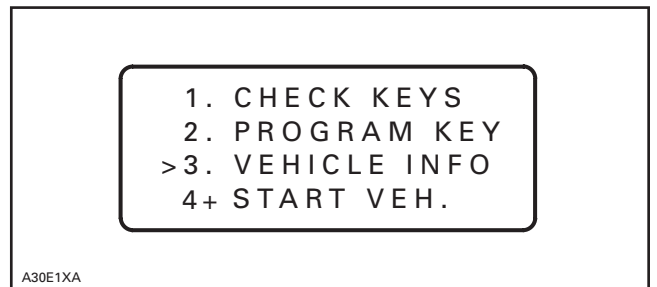 1. CHECK KEYS
2. PROGRAM KEY
>3. VEHICLE INFO
4+ START VEH.
A30E1XA